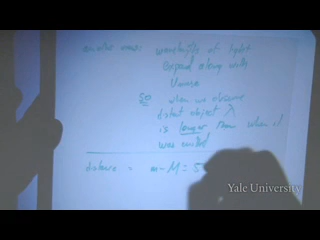 wavelengths of light
Expand along with
Universe
SO when we observe
distant object λ
is longer than when it
was emitted
distance = m-M=5
Yale University